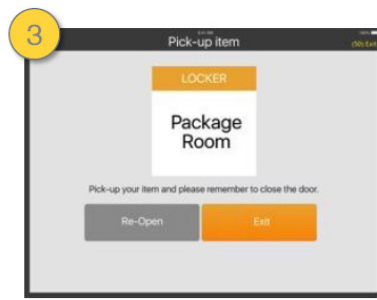 3
Pick-up item
(50) Exit
LOCKER
Package
Room
Pick-up your item and please remember to close the door.
Re-Open
Exit